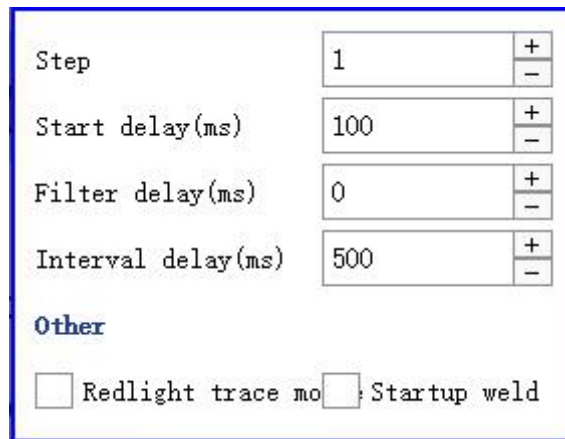 Step 1 + -
Start delay(ms) 100 + -
Filter delay(ms) 0 + -
Interval delay(ms) 500 + -
Other
Redlight trace mo Startup weld